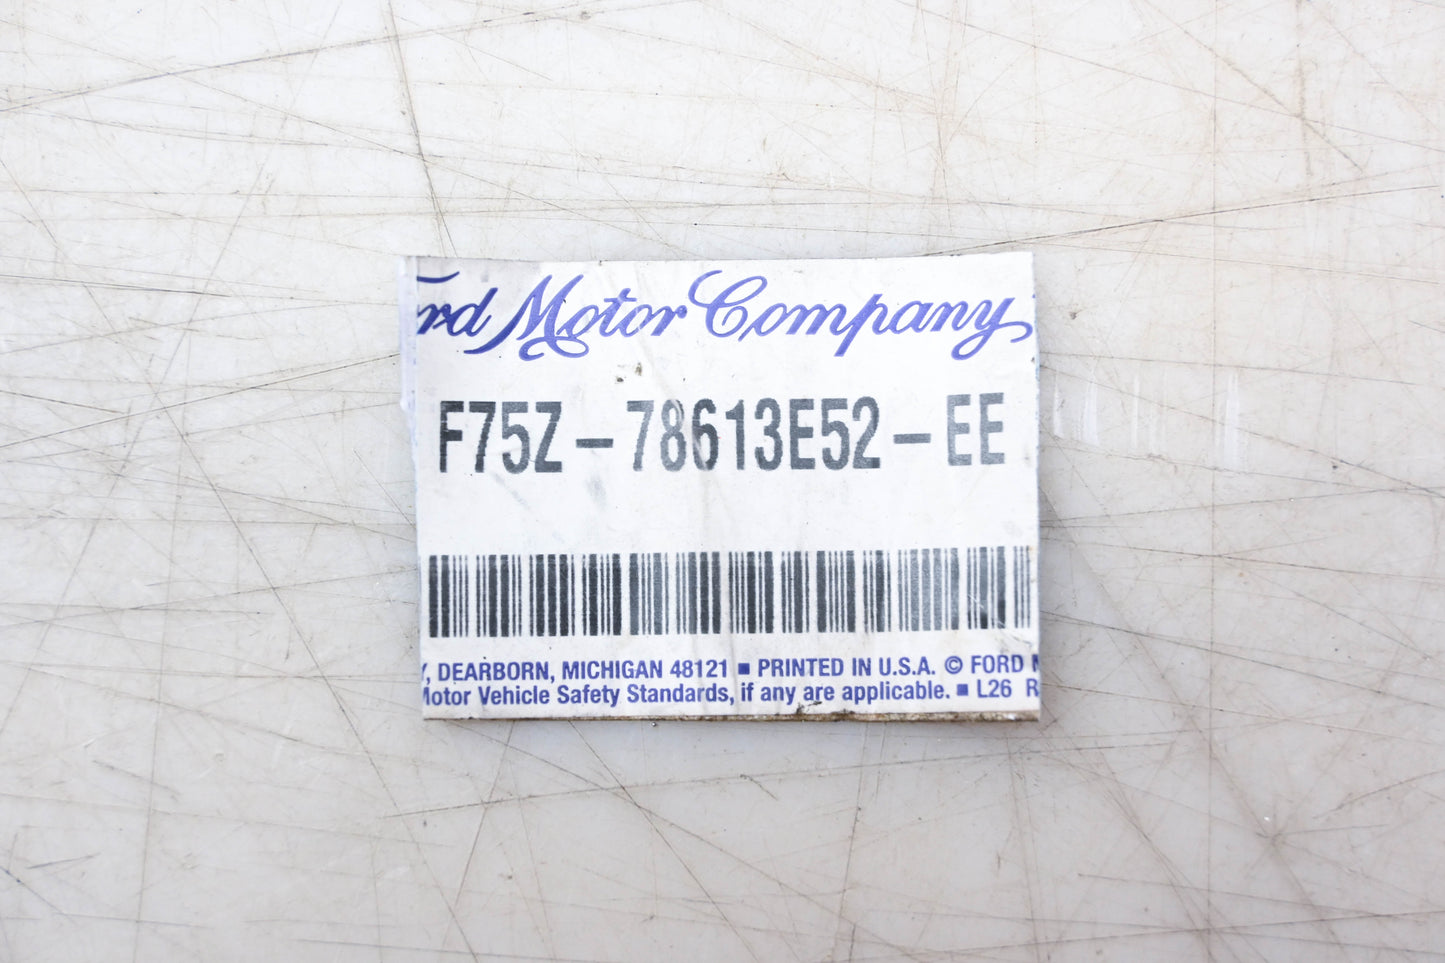 ord Motor Company
F75Z-78613E52-EE
, DEARBORN, MICHIGAN 48121 ■ PRINTED IN U.S.A. © FORD
Motor Vehicle Safety Standards, if any are applicable. ■ L26 R